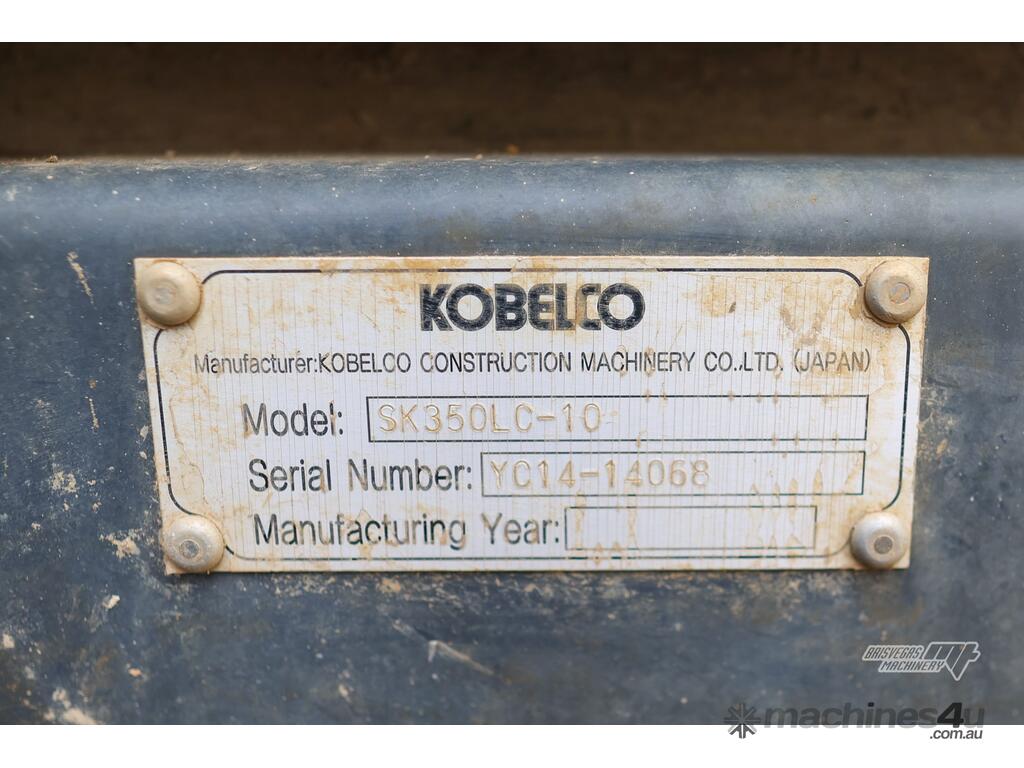 KOBELCO
Manufacturer:KOBELCO CONSTRUCTION MACHINERY CO.,LTD. (JAPAN)
Model: SK350LC-10
Serial Number: YC14-14068
Manufacturing Year:
BRISVEGAS
MACHINERY
machines4u
.com.au